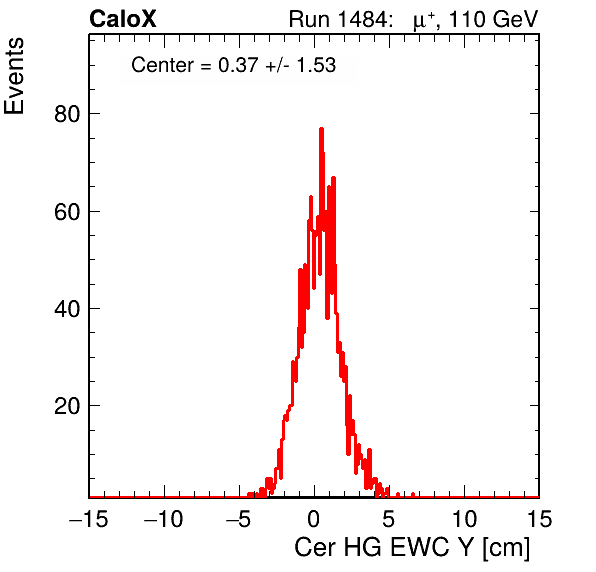 CaloX Run 1484: μ⁺, 110 GeV
Center = 0.37 +/- 1.53
Events
80
60
40
20
−15 −10 −5 0 5 10 15
Cer HG EWC Y [cm]